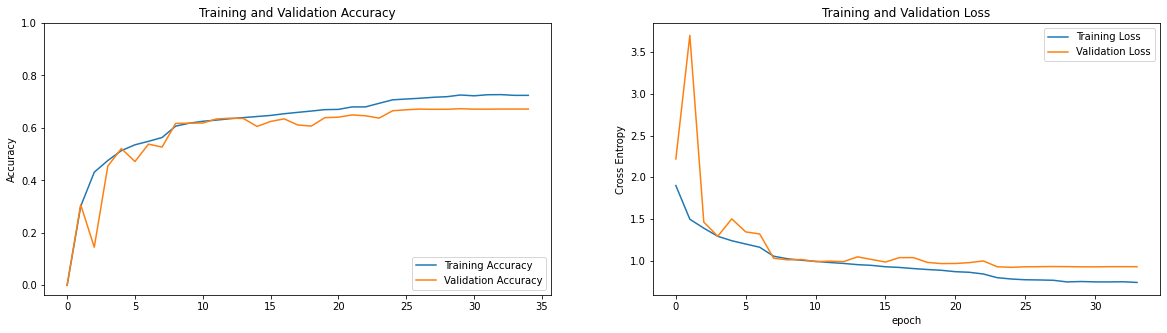 Training and Validation Accuracy
1.0
0.8
0.6
0.4
0.2
0.0
Accuracy
Training Accuracy
Validation Accuracy
0 5 10 15 20 25 30 35
Training and Validation Loss
3.5
3.0
2.5
2.0
1.5
1.0
Cross Entropy
Training Loss
Validation Loss
0 5 10 15 20 25 30
epoch